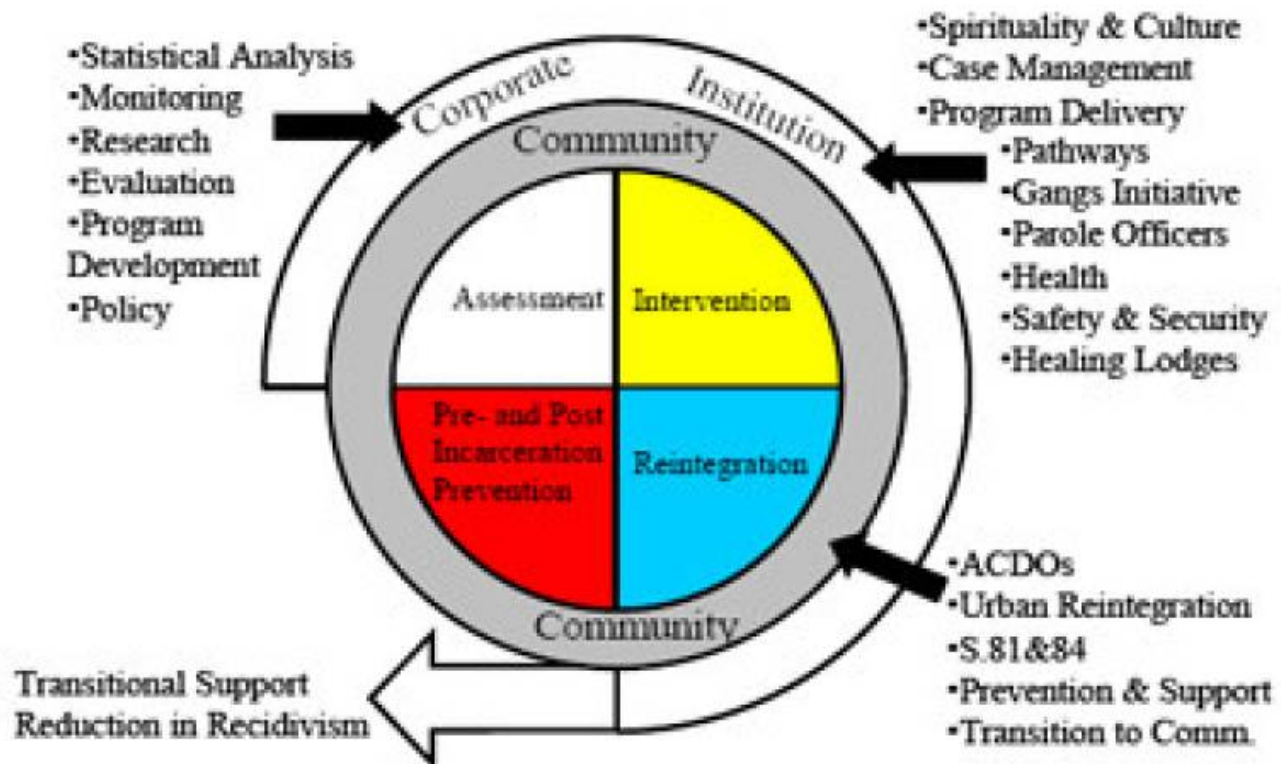 •Statistical Analysis
•Monitoring
•Research
•Evaluation
•Program
Development
•Policy
Corporate
Institution
•Spirituality & Culture
•Case Management
•Program Delivery
•Pathways
•Gangs Initiative
•Parole Officers
•Health
•Safety & Security
•Healing Lodges
Community
Assessment
Intervention
Pre- and Post
Incarceration
Prevention
Reintegration
Community
•ACDOs
•Urban Reintegration
•S.81&84
•Prevention & Support
•Transition to Comm.
Transitional Support
Reduction in Recidivism